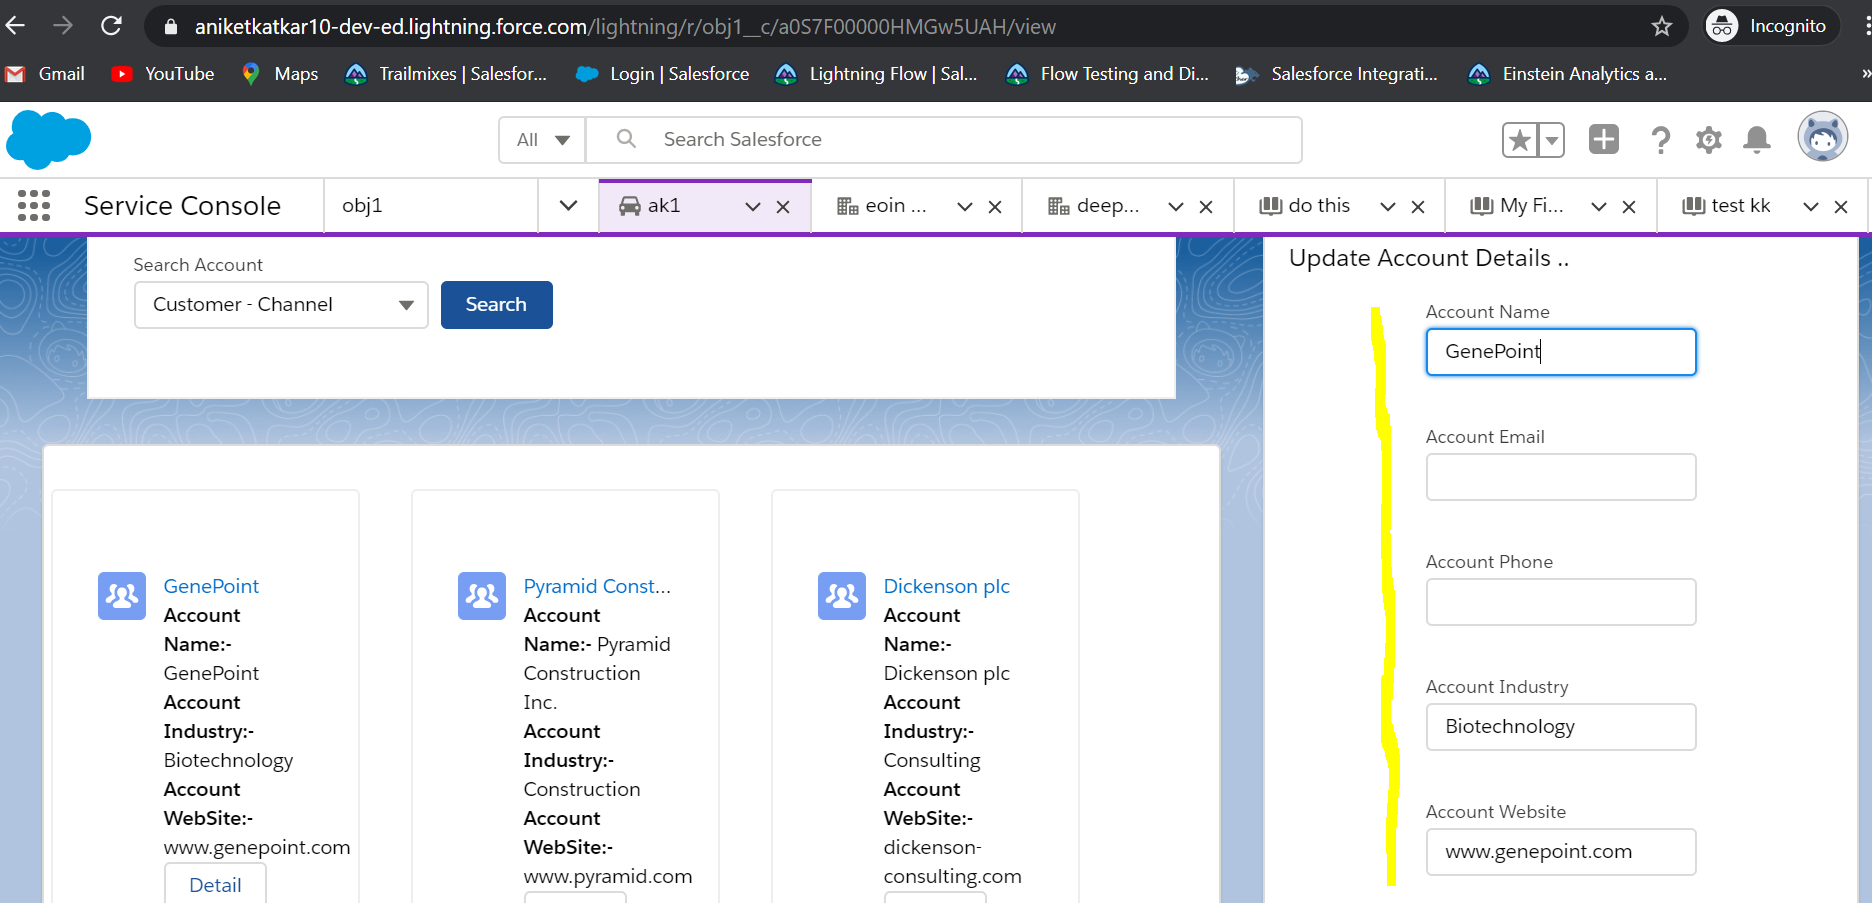 aniketkatkar10-dev-ed.lightning.force.com/lightning/r/obj1__c/a0S7F00000HMGw5UAH/view
Incognito
Gmail YouTube Maps Trailmixes | Salesfor... Login | Salesforce Lightning Flow | Sal... Flow Testing and Di... Salesforce Integrati... Einstein Analytics a... »
All Search Salesforce
Service Console obj1 ak1 eoin ... deep... do this My Fi... test kk
Search Account
Customer - Channel
Search
GenePoint
Account
Name:-
GenePoint
Account
Industry:-
Biotechnology
Account
WebSite:-
www.genepoint.com
Detail
Pyramid Const...
Account
Name:- Pyramid
Construction
Inc.
Account
Industry:-
Construction
Account
WebSite:-
www.pyramid.com
Dickenson plc
Account
Name:-
Dickenson plc
Account
Industry:-
Consulting
Account
WebSite:-
dickenson-
consulting.com
Update Account Details ..
Account Name
GenePoint
Account Email
Account Phone
Account Industry
Biotechnology
Account Website
www.genepoint.com